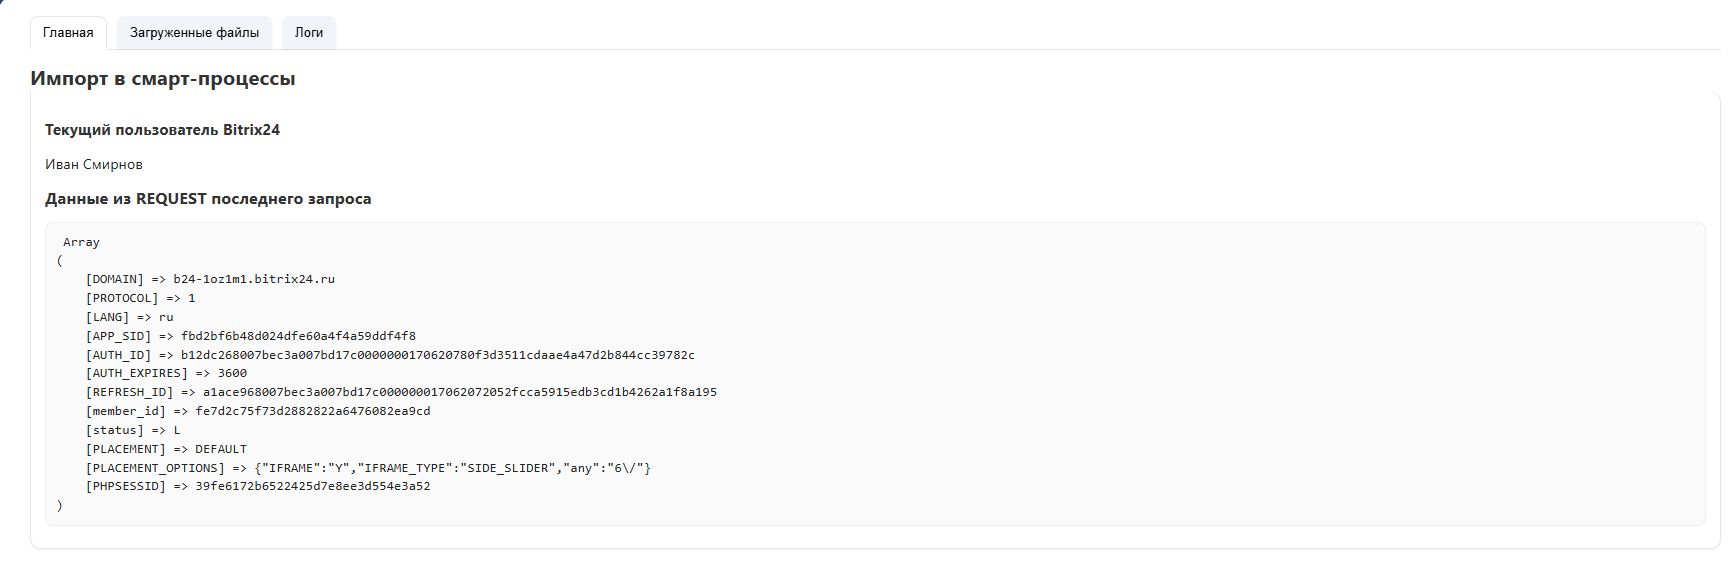 Главная
Загруженные файлы
Логи
Импорт в смарт-процессы
Текущий пользователь Bitrix24
Иван Смирнов
Данные из REQUEST последнего запроса
Array
(
[DOMAIN] => b24-1oz1m1.bitrix24.ru
[PROTOCOL] => 1
[LANG] => ru
[APP_SID] => fbd2bf6b48d024dfe60a4f4a59ddf4f8
[AUTH_ID] => b12dc268007bec3a007bd17c0000000170620780f3d3511cdaae4a47d2b844cc39782c
[AUTH_EXPIRES] => 3600
[REFRESH_ID] => a1ace968007bec3a007bd17c000000017062072052fcca5915edb3cd1b4262a1f8a195
[member_id] => fe7d2c75f73d2882822a6476082ea9cd
[status] => L
[PLACEMENT] => DEFAULT
[PLACEMENT_OPTIONS] => {"IFRAME":"Y","IFRAME_TYPE":"SIDE_SLIDER","any":"6\/"}
[PHPSESSID] => 39fe6172b6522425d7e8ee3d554e3a52
)